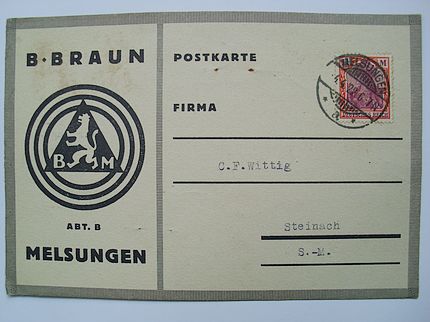 B·BRAUN
B M
ABT. B
MELSUNGEN
POSTKARTE
FIRMA
C.F.Wittig
Steinach
S.-M.
MELSUNGEN